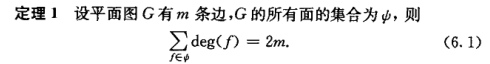 定理 1 设平面图 G 有 m 条边,G 的所有面的集合为 ψ,则
∑_{f∈ψ} deg(f) = 2m. (6.1)